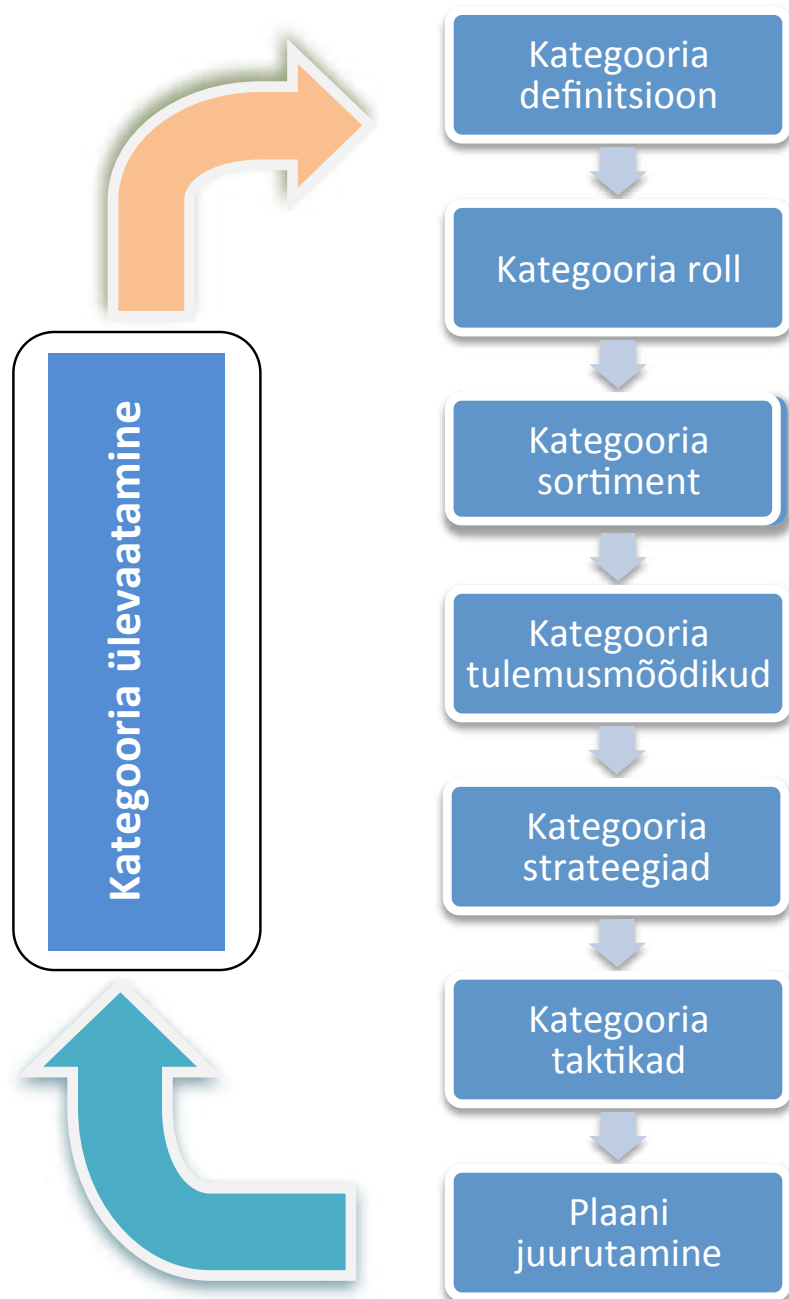 Kategooria
definitsioon
Kategooria roll
Kategooria
sortiment
Kategooria
tulemusmõõdikud
Kategooria
strateegiad
Kategooria
taktikad
Plaani
juurutamine
Kategooria ülevaatamine